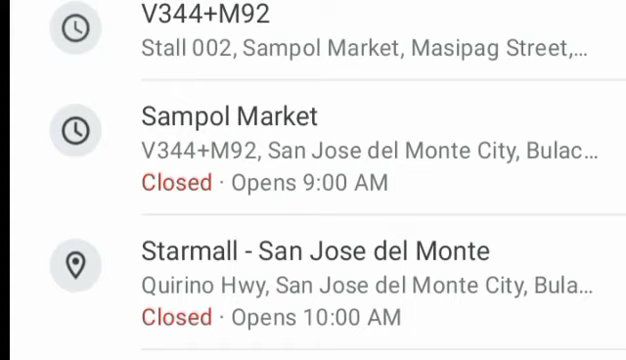 V344+M92
Stall 002, Sampol Market, Masipag Street,...
Sampol Market
V344+M92, San Jose del Monte City, Bulac...
Closed · Opens 9:00 AM
Starmall - San Jose del Monte
Quirino Hwy, San Jose del Monte City, Bula...
Closed · Opens 10:00 AM